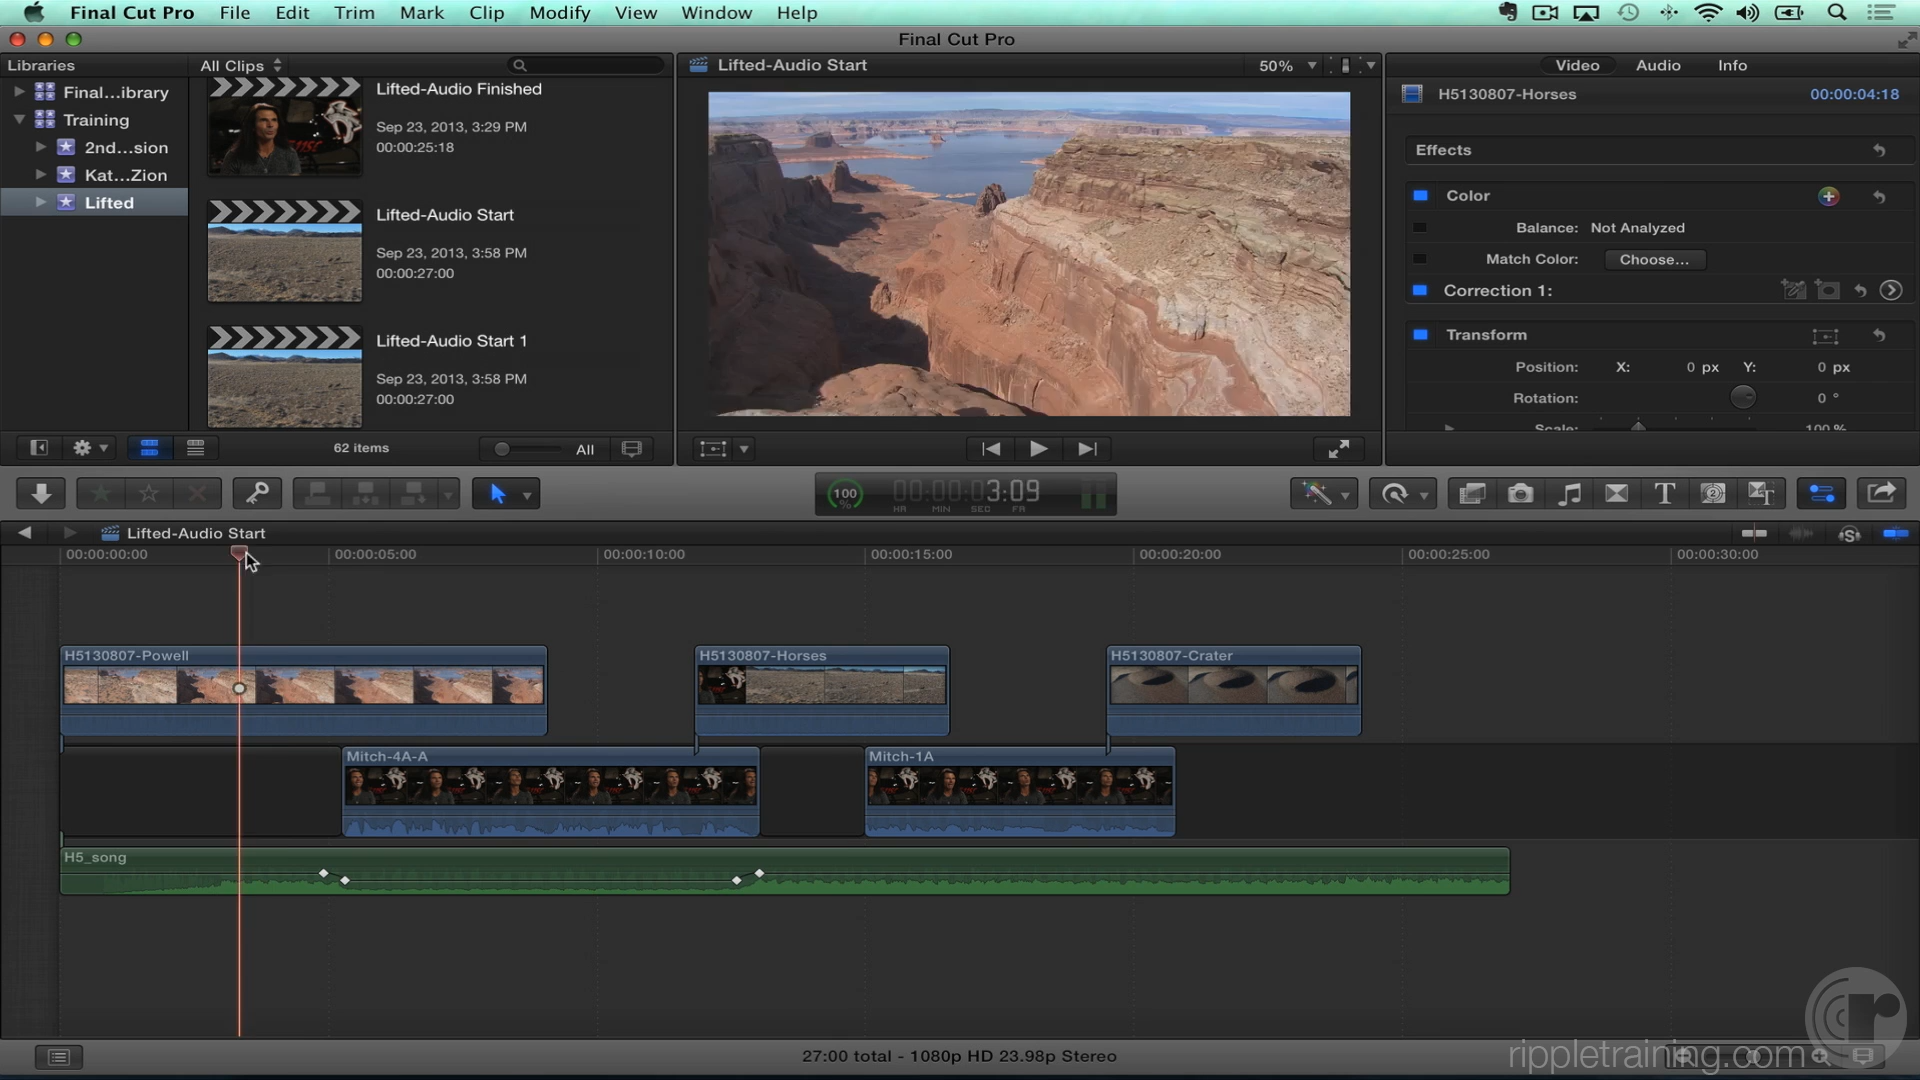 Final Cut Pro File Edit Trim Mark Clip Modify View Window Help
Final Cut Pro
Libraries
All Clips
Final...ibrary
Training
2nd...sion
Kat...Zion
Lifted
Lifted-Audio Finished
Sep 23, 2013, 3:29 PM
00:00:25:18
Lifted-Audio Start
Sep 23, 2013, 3:58 PM
00:00:27:00
Lifted-Audio Start 1
Sep 23, 2013, 3:58 PM
00:00:27:00
62 items
All
Lifted-Audio Start
50%
Video Audio Info
H5130807-Horses 00:00:04:18
Effects
Color
Balance: Not Analyzed
Match Color: Choose...
Correction 1:
Transform
Position: X: 0 px Y: 0 px
Rotation: 0 °
Scale: 100 %
100 %
00:00:03:09
HR MIN SEC FR
Lifted-Audio Start
00:00:00:00 00:00:05:00 00:00:10:00 00:00:15:00 00:00:20:00 00:00:25:00 00:00:30:00
H5130807-Powell
H5130807-Horses
H5130807-Crater
Mitch-4A-A
Mitch-1A
H5_song
27:00 total - 1080p HD 23.98p Stereo
rippletraining.com